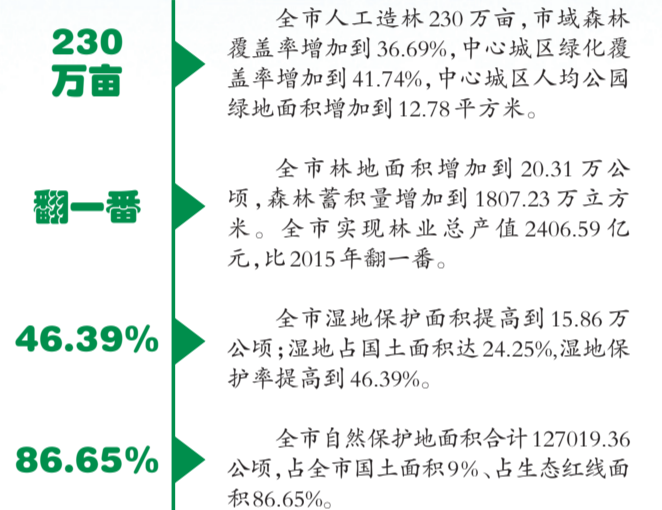 230
万亩
全市人工造林230万亩,市域森林
覆盖率增加到36.69%,中心城区绿化覆
盖率增加到41.74%,中心城区人均公园
绿地面积增加到12.78平方米。
翻一番
全市林地面积增加到20.31万公
顷,森林蓄积量增加到1807.23万立方
米。全市实现林业总产值2406.59亿
元,比2015年翻一番。
46.39%
全市湿地保护面积提高到15.86万
公顷;湿地占国土面积达24.25%,湿地保
护率提高到46.39%。
86.65%
全市自然保护地面积合计127019.36
公顷,占全市国土面积9%、占生态红线面
积86.65%。